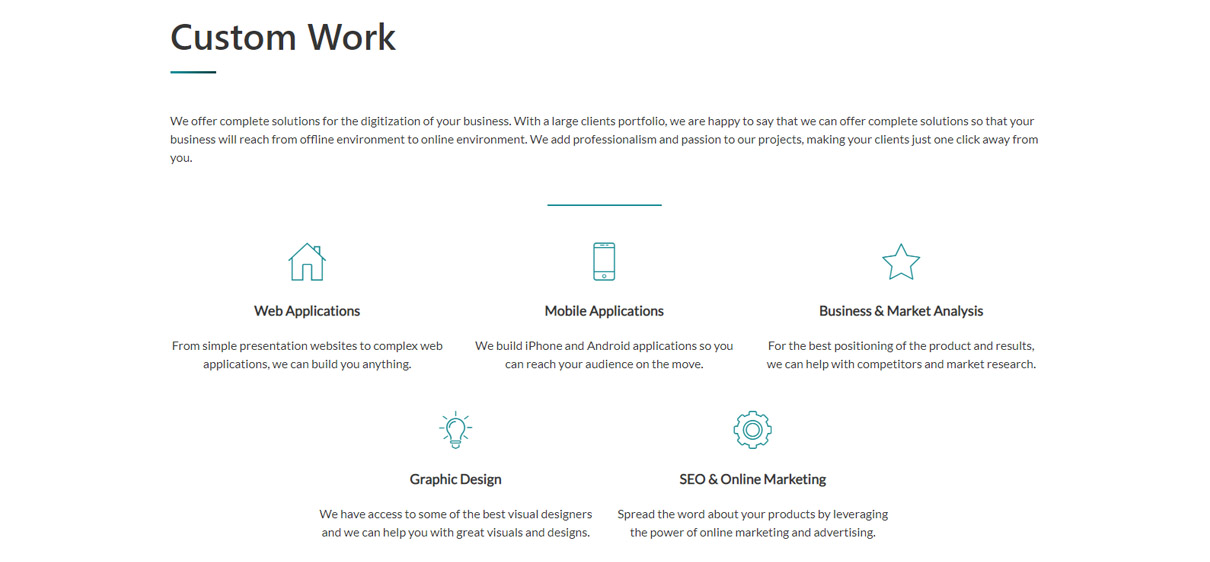 Custom Work
We offer complete solutions for the digitization of your business. With a large clients portfolio, we are happy to say that we can offer complete solutions so that your
business will reach from offline environment to online environment. We add professionalism and passion to our projects, making your clients just one click away from
you.
Web Applications
From simple presentation websites to complex web
applications, we can build you anything.
Mobile Applications
We build iPhone and Android applications so you
can reach your audience on the move.
Business & Market Analysis
For the best positioning of the product and results,
we can help with competitors and market research.
Graphic Design
We have access to some of the best visual designers
and we can help you with great visuals and designs.
SEO & Online Marketing
Spread the word about your products by leveraging
the power of online marketing and advertising.